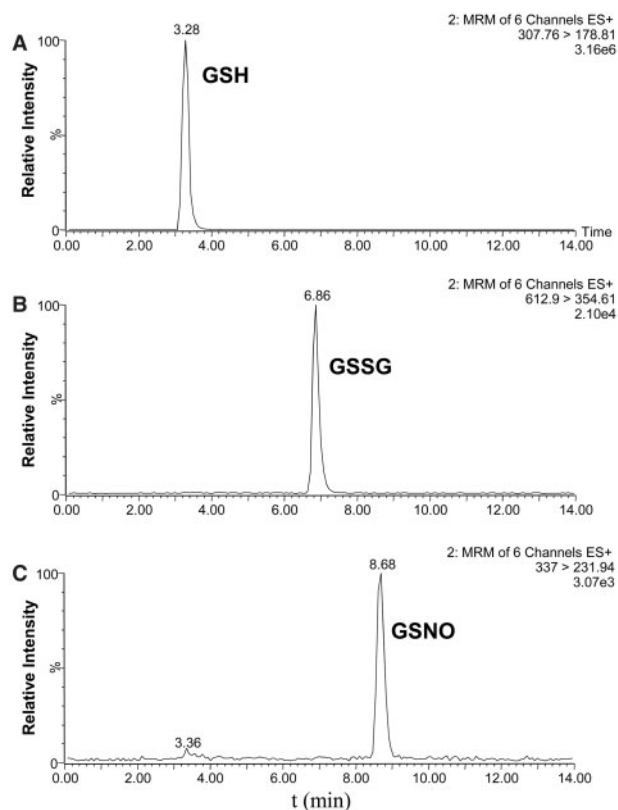 A
2: MRM of 6 Channels ES+
307.76 > 178.81
3.16e6
100
3.28
GSH
Relative Intensity
%
0
0.00 2.00 4.00 6.00 8.00 10.00 12.00 14.00
Time
B
2: MRM of 6 Channels ES+
612.9 > 354.61
2.10e4
100
6.86
GSSG
Relative Intensity
%
0
0.00 2.00 4.00 6.00 8.00 10.00 12.00 14.00
C
2: MRM of 6 Channels ES+
337 > 231.94
3.07e3
100
8.68
GSNO
Relative Intensity
%
3.36
0
0.00 2.00 4.00 6.00 8.00 10.00 12.00 14.00
t (min)